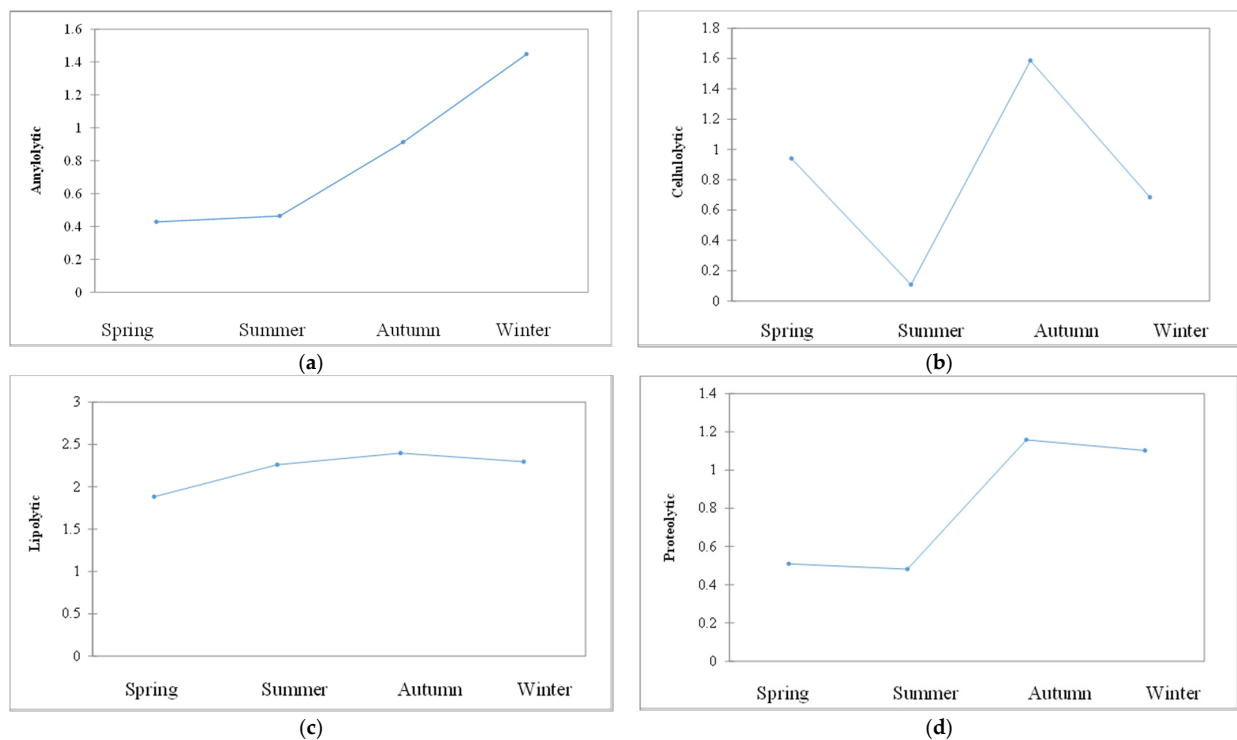 Amylolytic
1.6
1.4
1.2
1
0.8
0.6
0.4
0.2
0
Spring Summer Autumn Winter
(a)
Cellulolytic
1.8
1.6
1.4
1.2
1
0.8
0.6
0.4
0.2
0
Spring Summer Autumn Winter
(b)
Lipolytic
3
2.5
2
1.5
1
0.5
0
Spring Summer Autumn Winter
(c)
Proteolytic
1.4
1.2
1
0.8
0.6
0.4
0.2
0
Spring Summer Autumn Winter
(d)